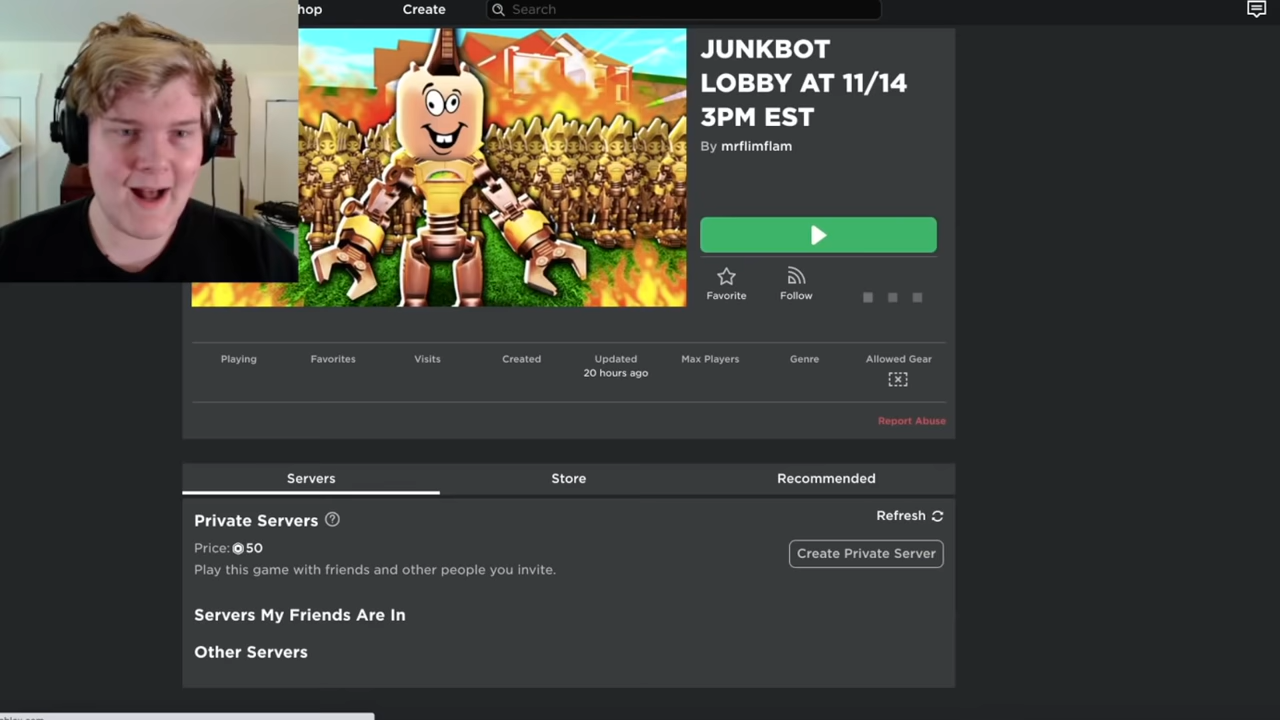 hop
Create
Search
JUNKBOT
LOBBY AT 11/14
3PM EST
By mrflimflam
Favorite
Follow
Playing
Favorites
Visits
Created
Updated
Max Players
Genre
Allowed Gear
20 hours ago
Report Abuse
Servers
Store
Recommended
Private Servers
Refresh
Price: 50
Create Private Server
Play this game with friends and other people you invite.
Servers My Friends Are In
Other Servers